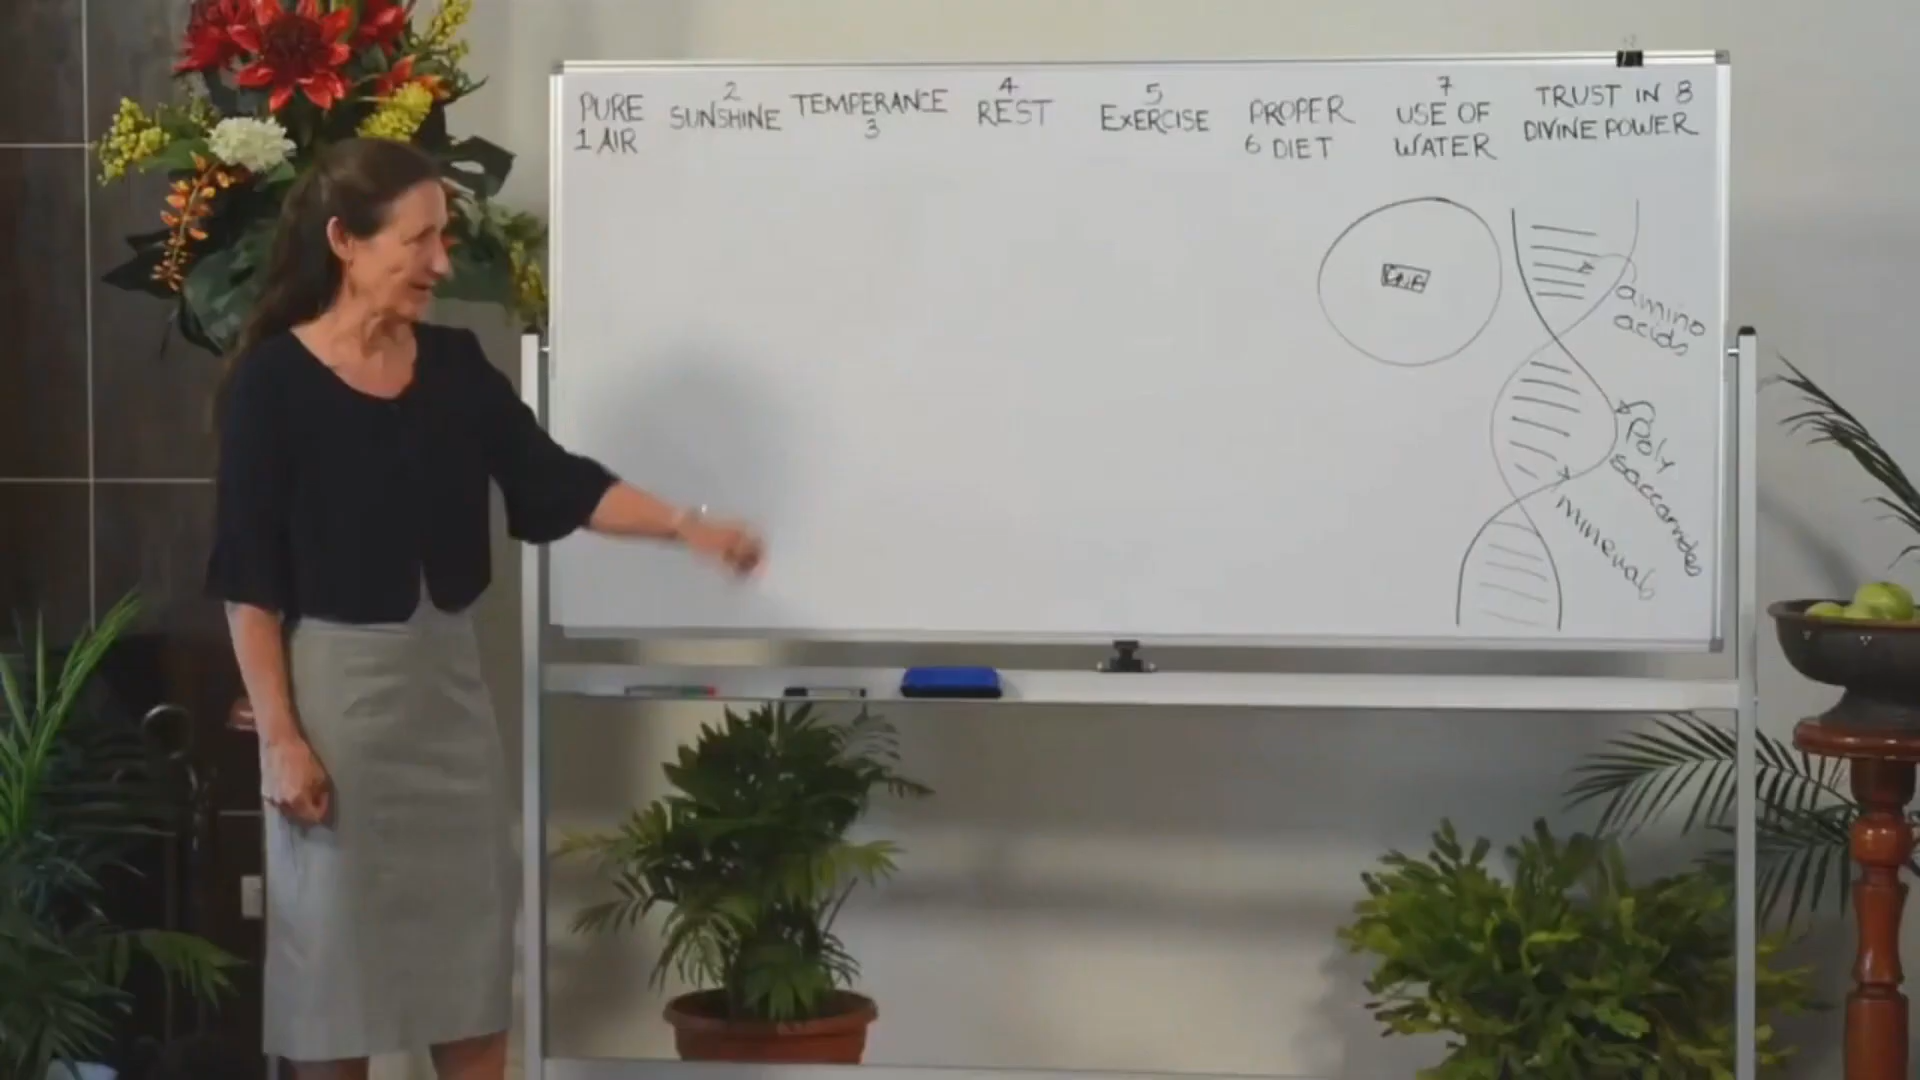 PURE
1 AIR
2
SUNSHINE
TEMPERANCE
3
4
REST
5
EXERCISE
PROPER
6 DIET
7
USE OF
WATER
TRUST IN 8
DIVINE POWER
amino
acids
Poly
minerals